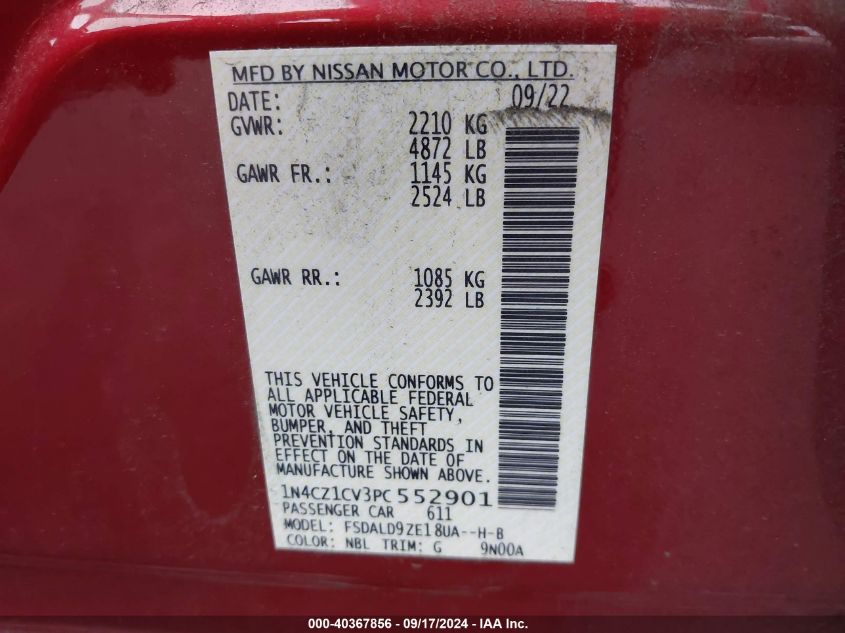 MFD BY NISSAN MOTOR CO., LTD.
DATE: 09/22
GVWR: 2210 KG
4872 LB
GAWR FR.: 1145 KG
2524 LB
GAWR RR.: 1085 KG
2392 LB
THIS VEHICLE CONFORMS TO
ALL APPLICABLE FEDERAL
MOTOR VEHICLE SAFETY,
BUMPER, AND THEFT
PREVENTION STANDARDS IN
EFFECT ON THE DATE OF
MANUFACTURE SHOWN ABOVE.
1N4CZ1CV3PC552901
PASSENGER CAR 611
MODEL: FSDALD9ZE18UA--H-B
COLOR: NBL TRIM: G 9N00A
000-40367856 - 09/17/2024 - IAA Inc.